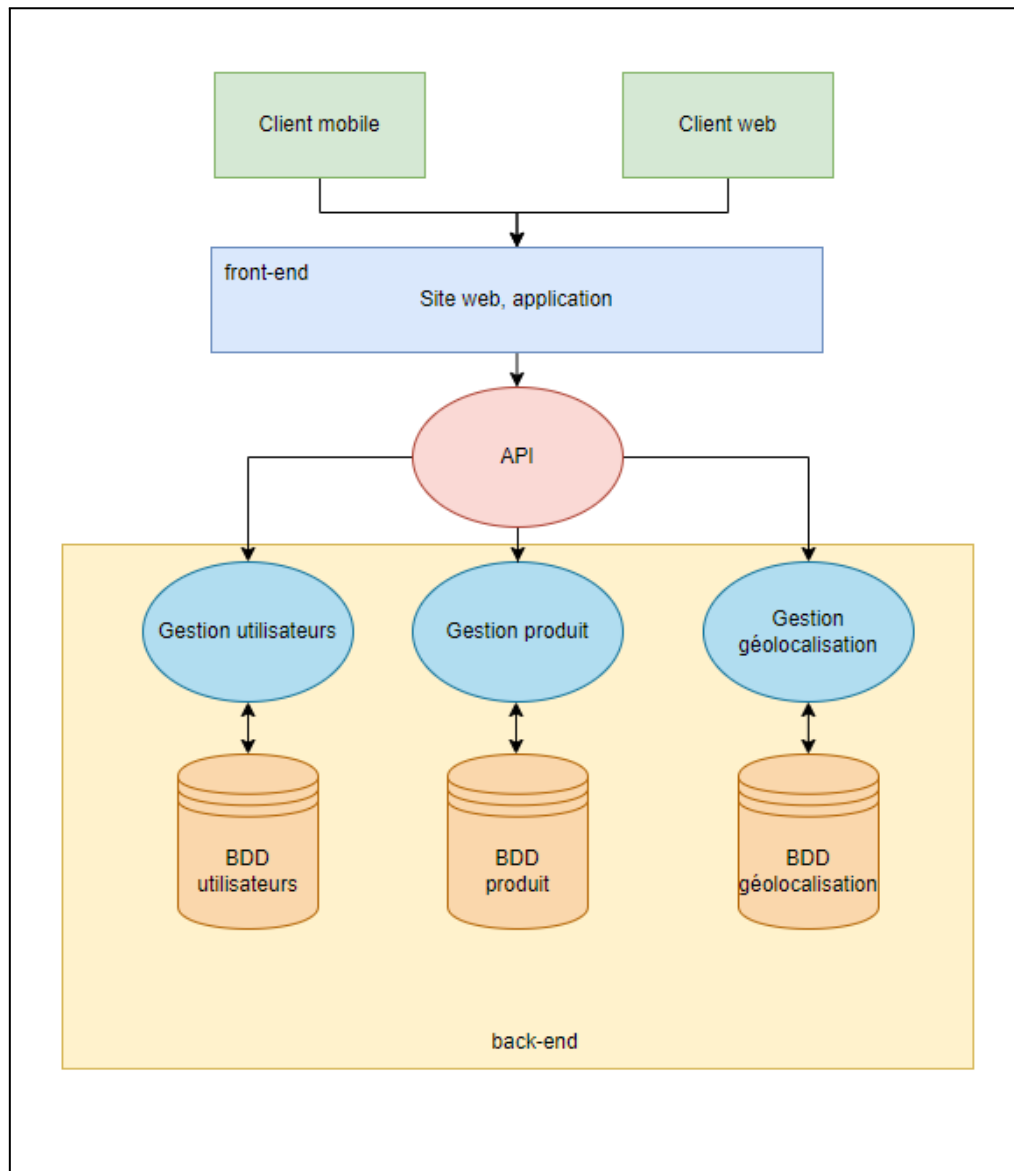 Client mobile
Client web
front-end
Site web, application
API
Gestion utilisateurs
Gestion produit
Gestion
géolocalisation
BDD
utilisateurs
BDD
produit
BDD
géolocalisation
back-end